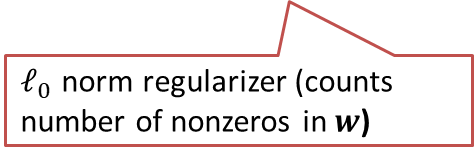 ℓ₀ norm regularizer (counts
number of nonzeros in 𝒘)